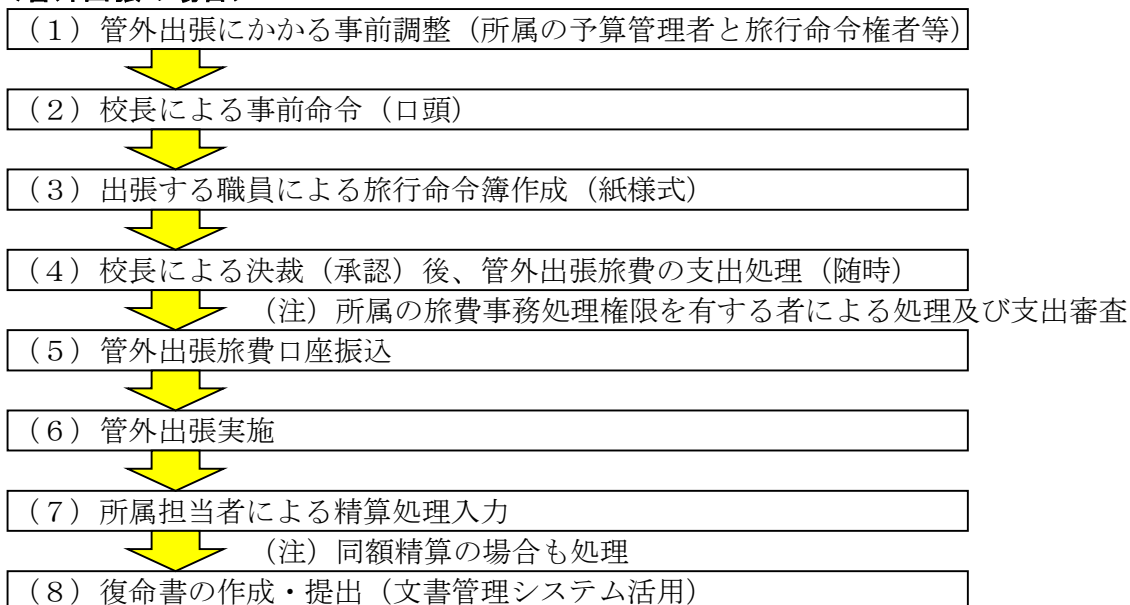 （１）管外出張にかかる事前調整（所属の予算管理者と旅行命令権者等）
（２）校長による事前命令（口頭）
（３）出張する職員による旅行命令簿作成（紙様式）
（４）校長による決裁（承認）後、管外出張旅費の支出処理（随時）
（注）所属の旅費事務処理権限を有する者による処理及び支出審査
（５）管外出張旅費口座振込
（６）管外出張実施
（７）所属担当者による精算処理入力
（注）同額精算の場合も処理
（８）復命書の作成・提出（文書管理システム活用）